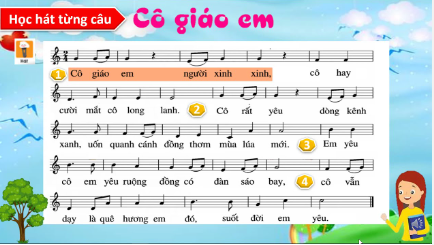 Học hát từng câu
Cô giáo em
1 Cô giáo em người xinh xinh, cô hay
cười mắt cô long lanh. 2 Cô rất yêu dòng kênh
xanh, uốn quanh cánh đồng thơm mùa lúa mới. 3 Em yêu
cô em yêu ruộng đồng có đàn sáo bay, 4 cô vẫn
dạy là quê hương em đó, suốt đời em yêu.